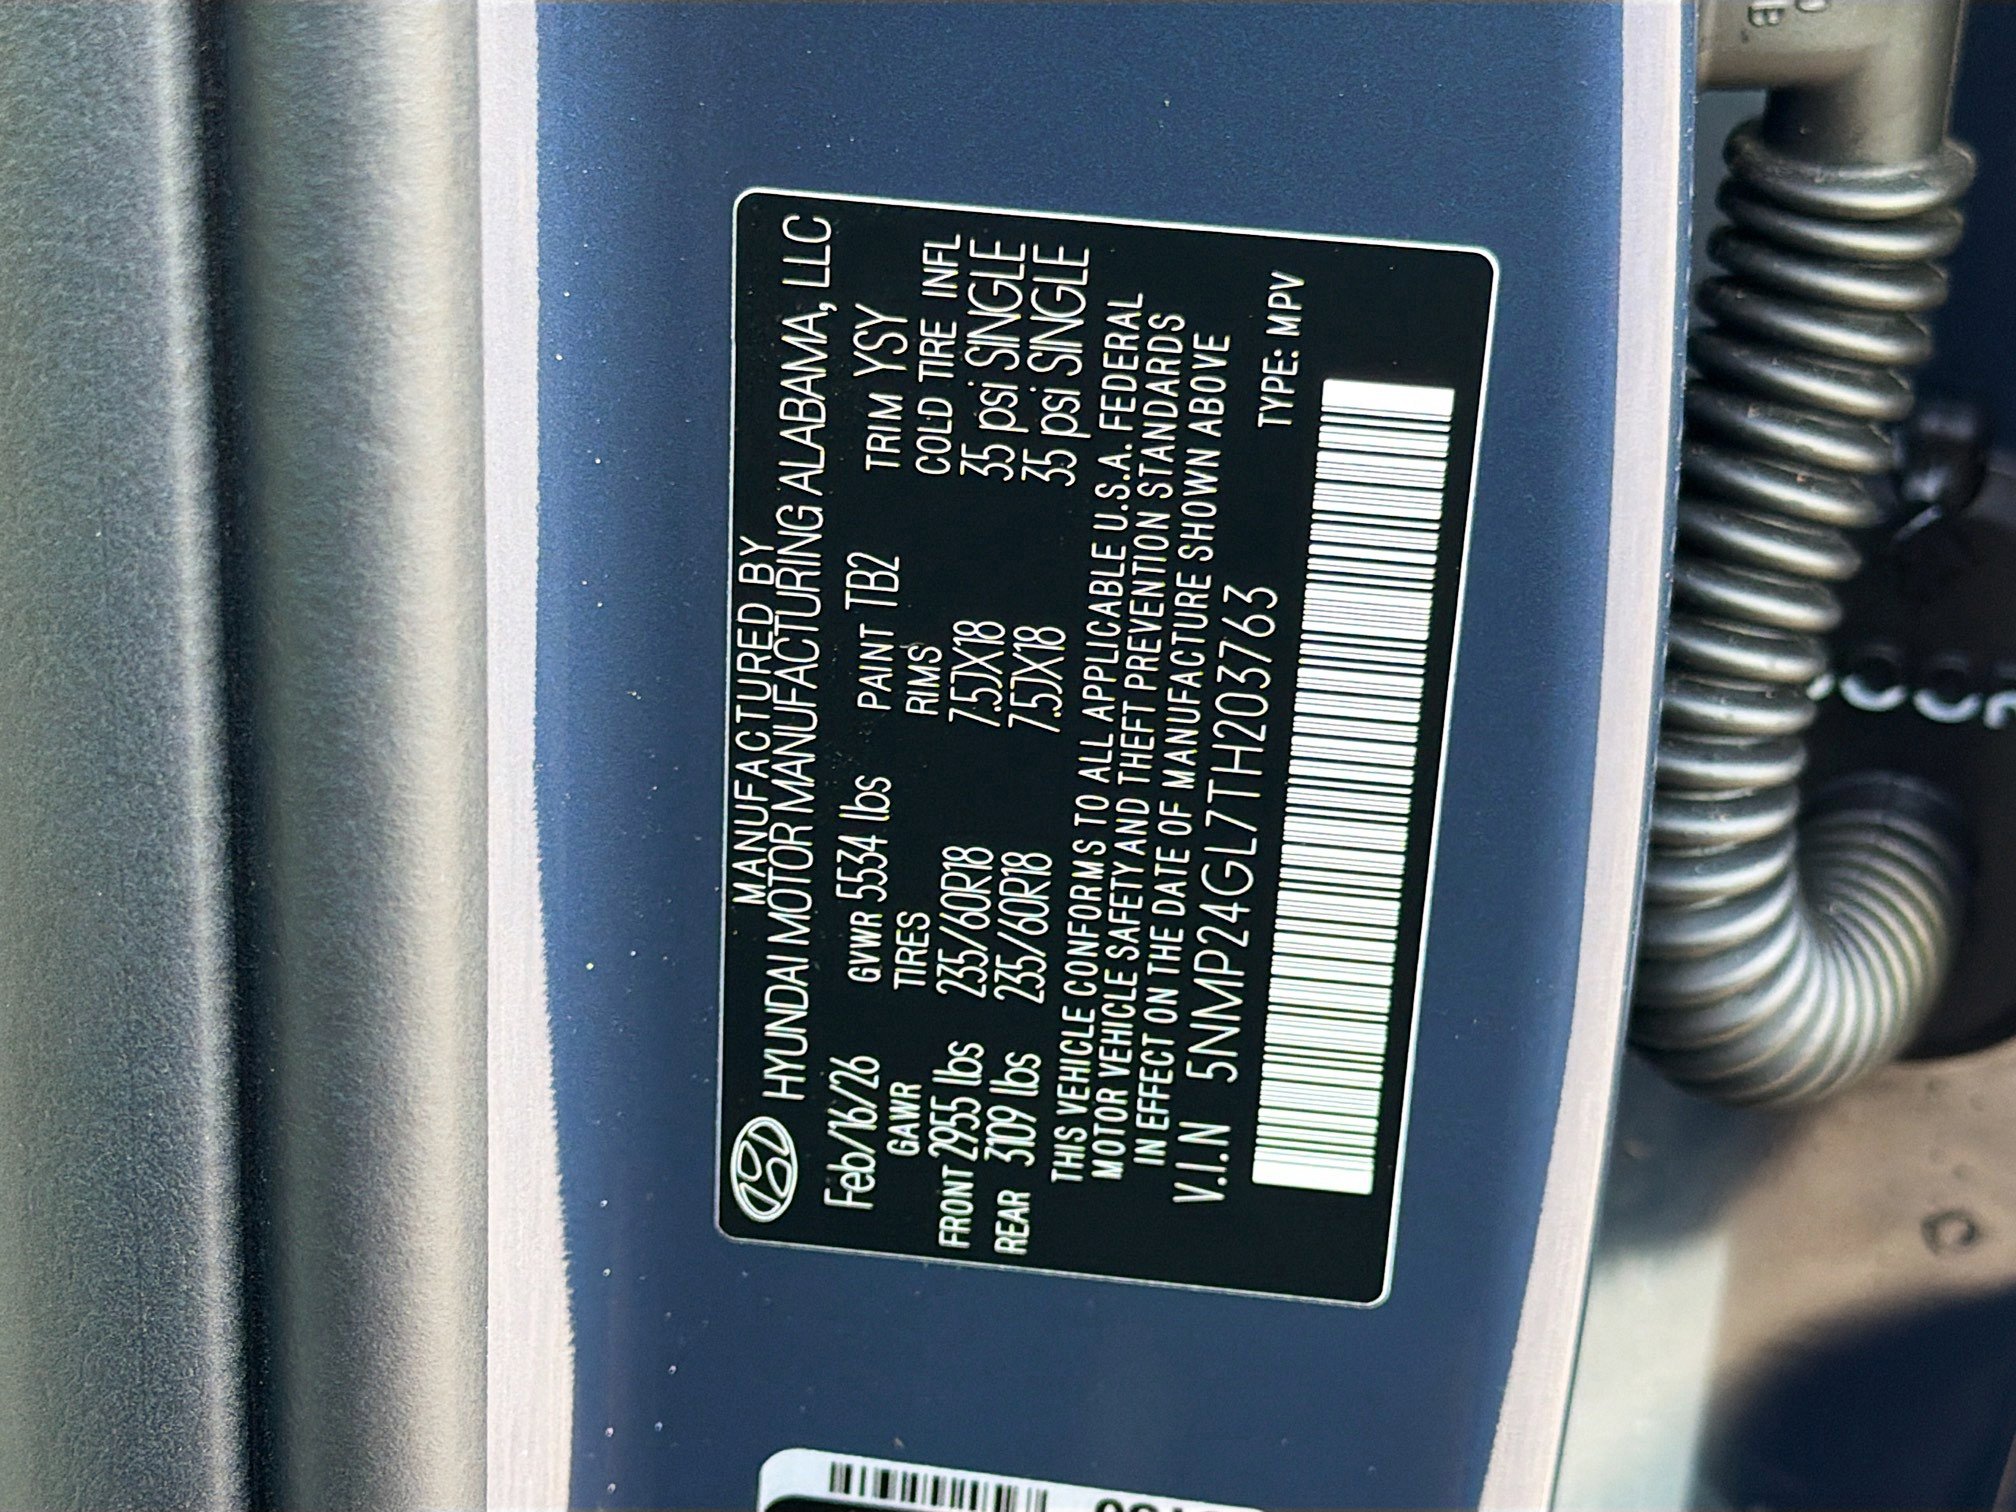 MANUFACTURED BY
HYUNDAI MOTOR MANUFACTURING ALABAMA, LLC
Feb/16/26 GVWR 5534 lbs PAINT TB2 TRIM YSY
GAWR TIRES RIMS COLD TIRE INFL
FRONT 2955 lbs 235/60R18 7.5JX18 35 psi SINGLE
REAR 3109 lbs 235/60R18 7.5JX18 35 psi SINGLE
THIS VEHICLE CONFORMS TO ALL APPLICABLE U.S.A. FEDERAL
MOTOR VEHICLE SAFETY AND THEFT PREVENTION STANDARDS
IN EFFECT ON THE DATE OF MANUFACTURE SHOWN ABOVE
V.I.N 5NMP24GL7TH203763
TYPE: MPV